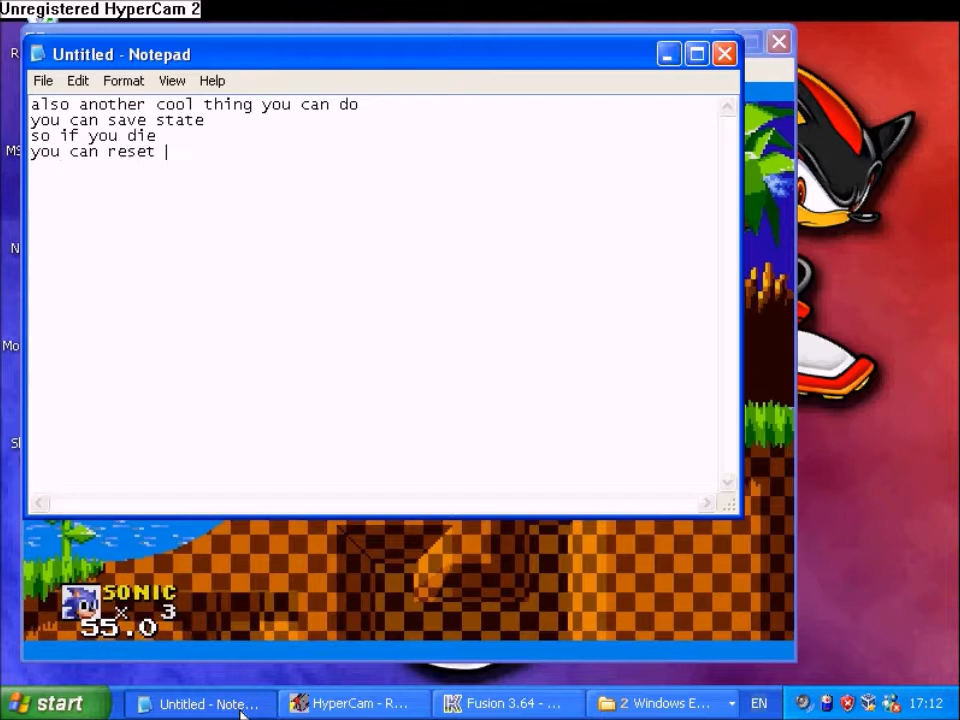 Unregistered HyperCam 2
Untitled - Notepad
File Edit Format View Help
also another cool thing you can do
you can save state
so if you die
you can reset
R
MS
N
Mo
SONIC
x 3
55.0
start
Untitled - Note...
HyperCam - R...
Fusion 3.64 - ...
2 Windows E...
EN
17:12